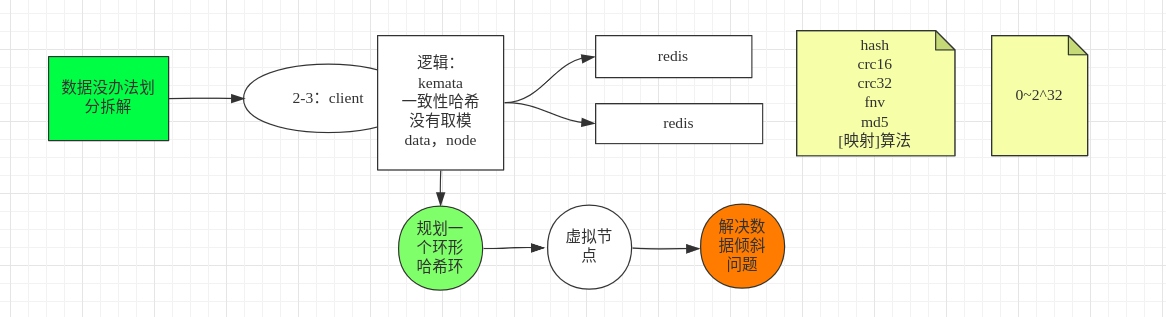 数据没办法划
分拆解
2-3：client
逻辑：
kemata
一致性哈希
没有取模
data，node
redis
redis
hash
crc16
crc32
fnv
md5
[映射]算法
0~2^32
规划一
个环形
哈希环
虚拟节
点
解决数
据倾斜
问题